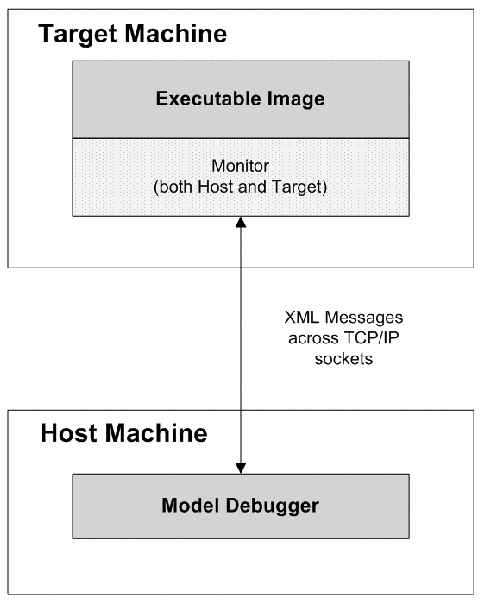 Target Machine
Executable Image
Monitor
(both Host and Target)
XML Messages
across TCP/IP
sockets
Host Machine
Model Debugger